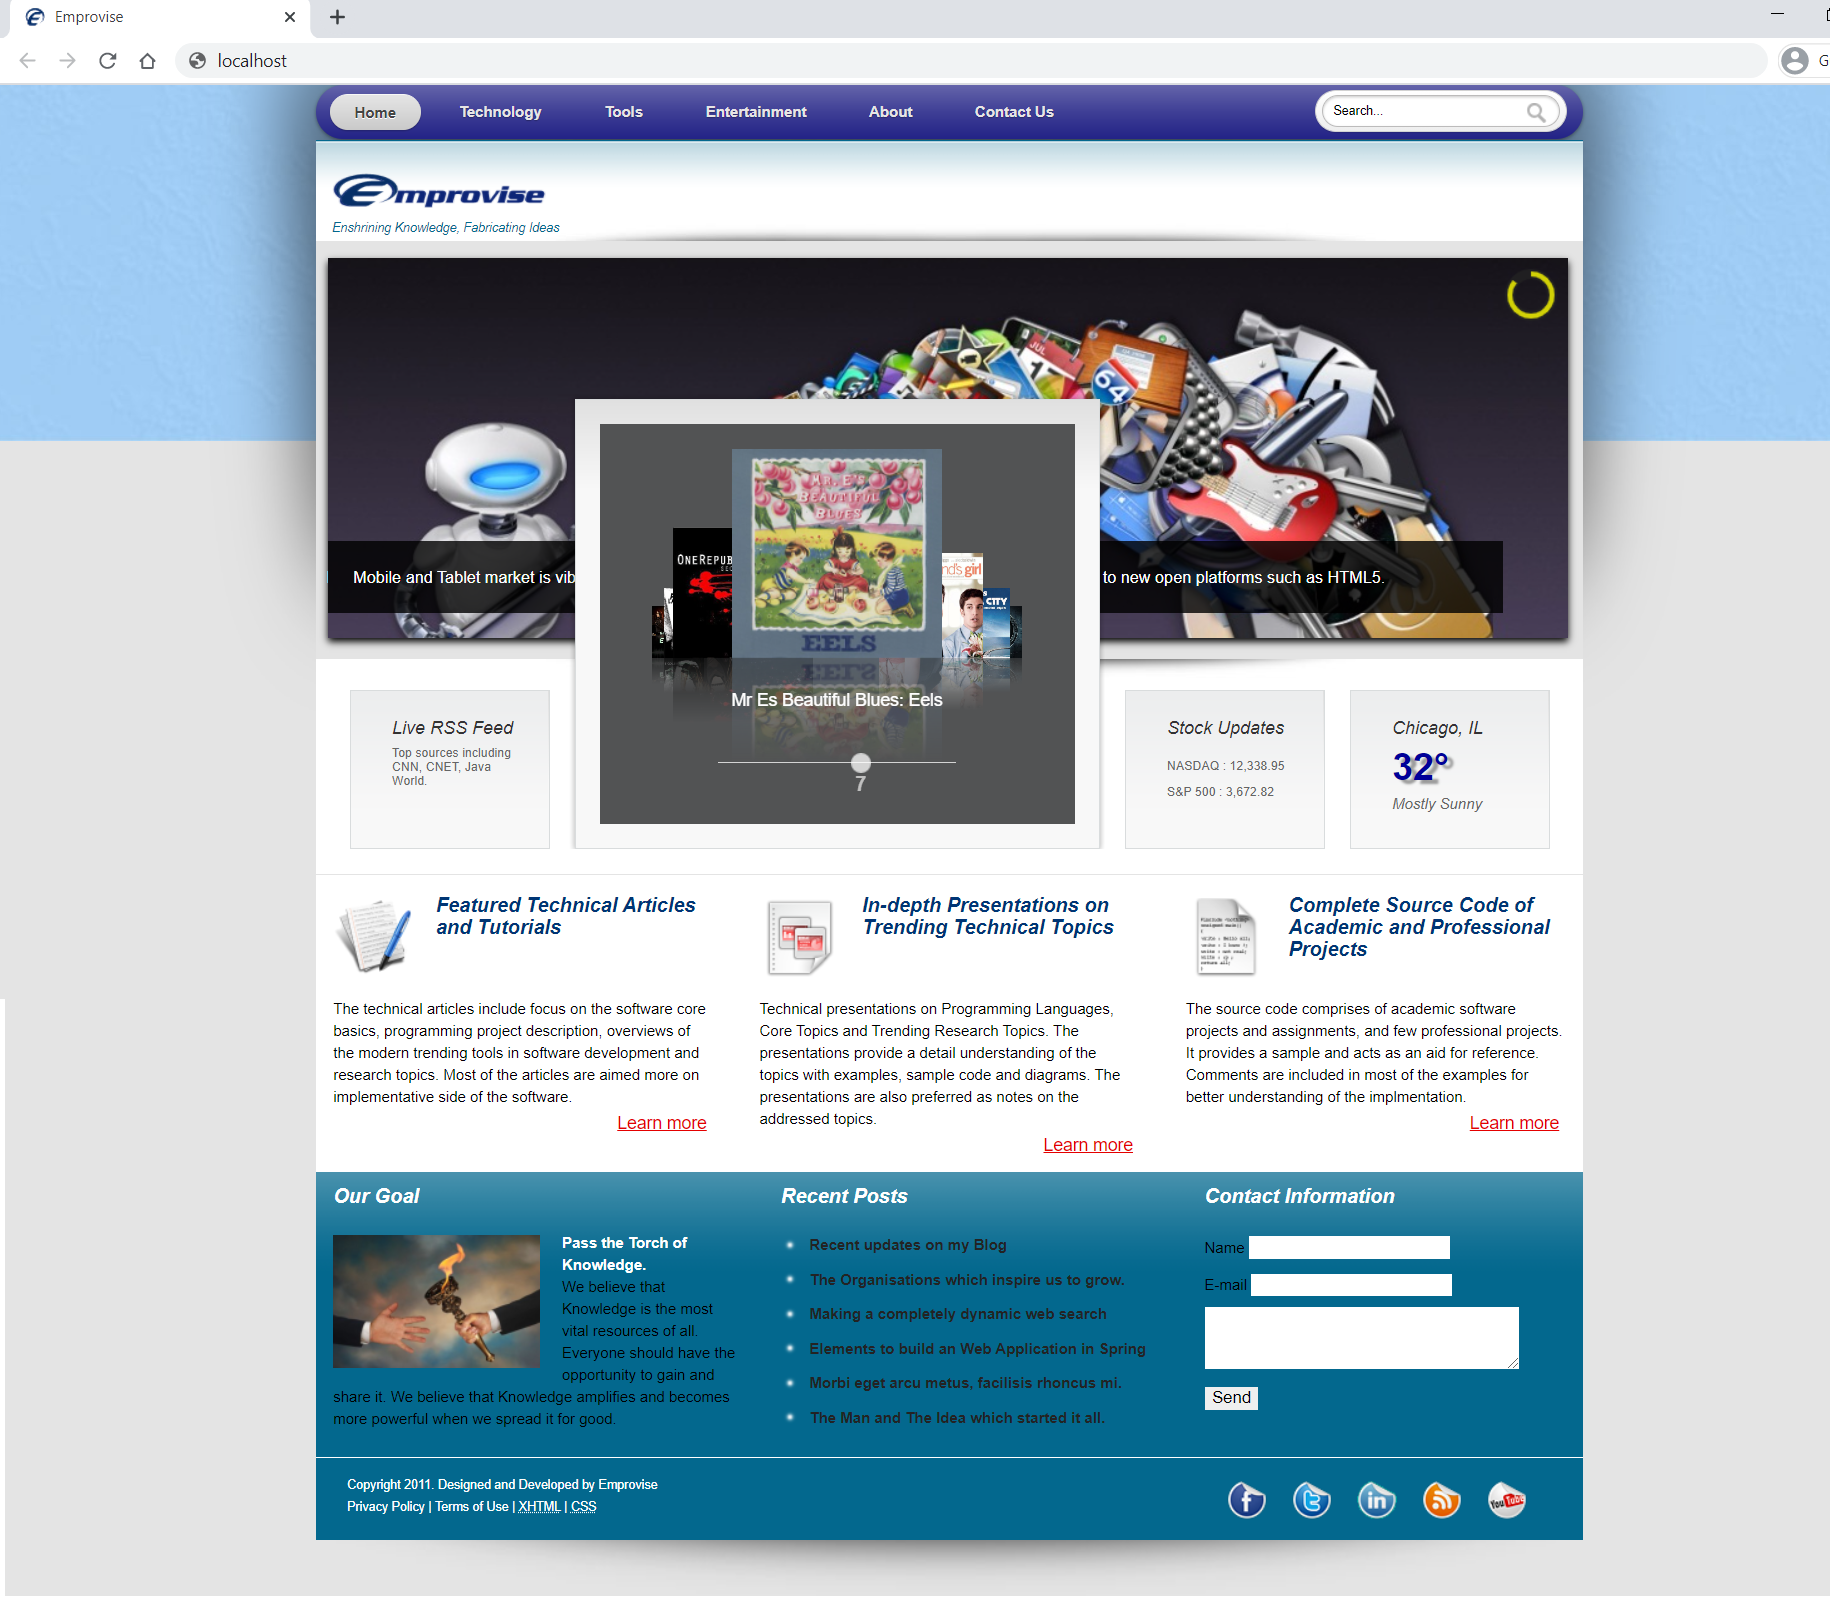 Emprovise
localhost
G
Home Technology Tools Entertainment About Contact Us Search...
Emprovise
Enshrining Knowledge, Fabricating Ideas
JUL
1
64
Mobile and Tablet market is vib
to new open platforms such as HTML5.
MR. E'S
BEAUTIFUL
BLUES
EELS
ONEREPUB
nd's girl
CITY
Mr Es Beautiful Blues: Eels
7
Live RSS Feed
Top sources including
CNN, CNET, Java
World.
Stock Updates
NASDAQ : 12,338.95
S&P 500 : 3,672.82
Chicago, IL
32°
Mostly Sunny
Featured Technical Articles
and Tutorials
The technical articles include focus on the software core
basics, programming project description, overviews of
the modern trending tools in software development and
research topics. Most of the articles are aimed more on
implementative side of the software.
Learn more
In-depth Presentations on
Trending Technical Topics
Technical presentations on Programming Languages,
Core Topics and Trending Research Topics. The
presentations provide a detail understanding of the
topics with examples, sample code and diagrams. The
presentations are also preferred as notes on the
addressed topics.
Learn more
Complete Source Code of
Academic and Professional
Projects
The source code comprises of academic software
projects and assignments, and few professional projects.
It provides a sample and acts as an aid for reference.
Comments are included in most of the examples for
better understanding of the implmentation.
Learn more
Our Goal
Pass the Torch of
Knowledge.
We believe that
Knowledge is the most
vital resources of all.
Everyone should have the
opportunity to gain and
share it. We believe that Knowledge amplifies and becomes
more powerful when we spread it for good.
Recent Posts
Recent updates on my Blog
The Organisations which inspire us to grow.
Making a completely dynamic web search
Elements to build an Web Application in Spring
Morbi eget arcu metus, facilisis rhoncus mi.
The Man and The Idea which started it all.
Contact Information
Name
E-mail
Send
Copyright 2011. Designed and Developed by Emprovise
Privacy Policy | Terms of Use | XHTML | CSS
You Tube